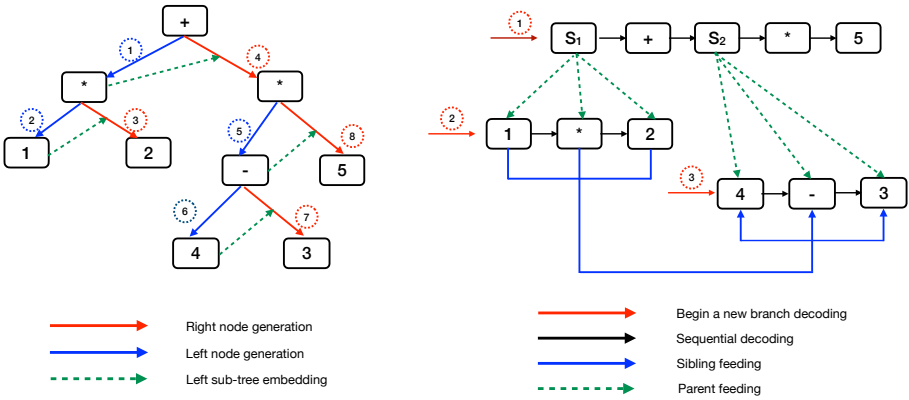 +
1
4
*
*
2
3
5
8
1
2
-
5
6
7
4
3
Right node generation
Left node generation
Left sub-tree embedding
1
S1 + S2 * 5
2
1 * 2
3
4 - 3
Begin a new branch decoding
Sequential decoding
Sibling feeding
Parent feeding